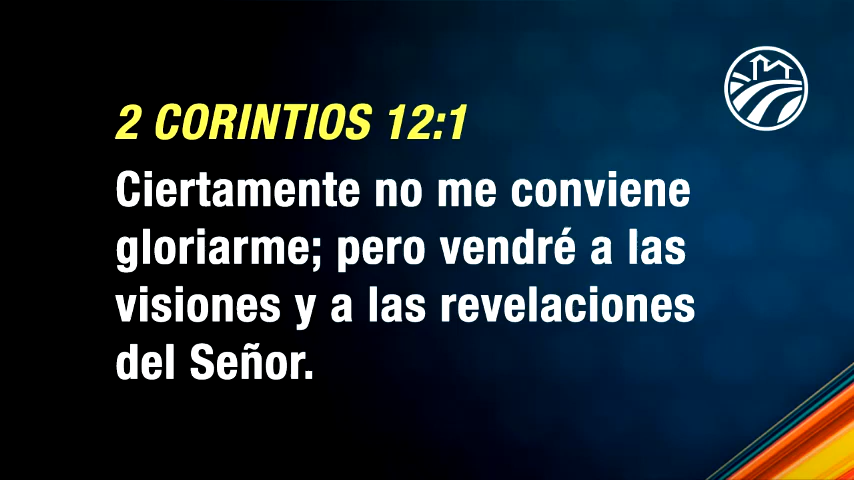 2 CORINTIOS 12:1
Ciertamente no me conviene
gloriarme; pero vendré a las
visiones y a las revelaciones
del Señor.